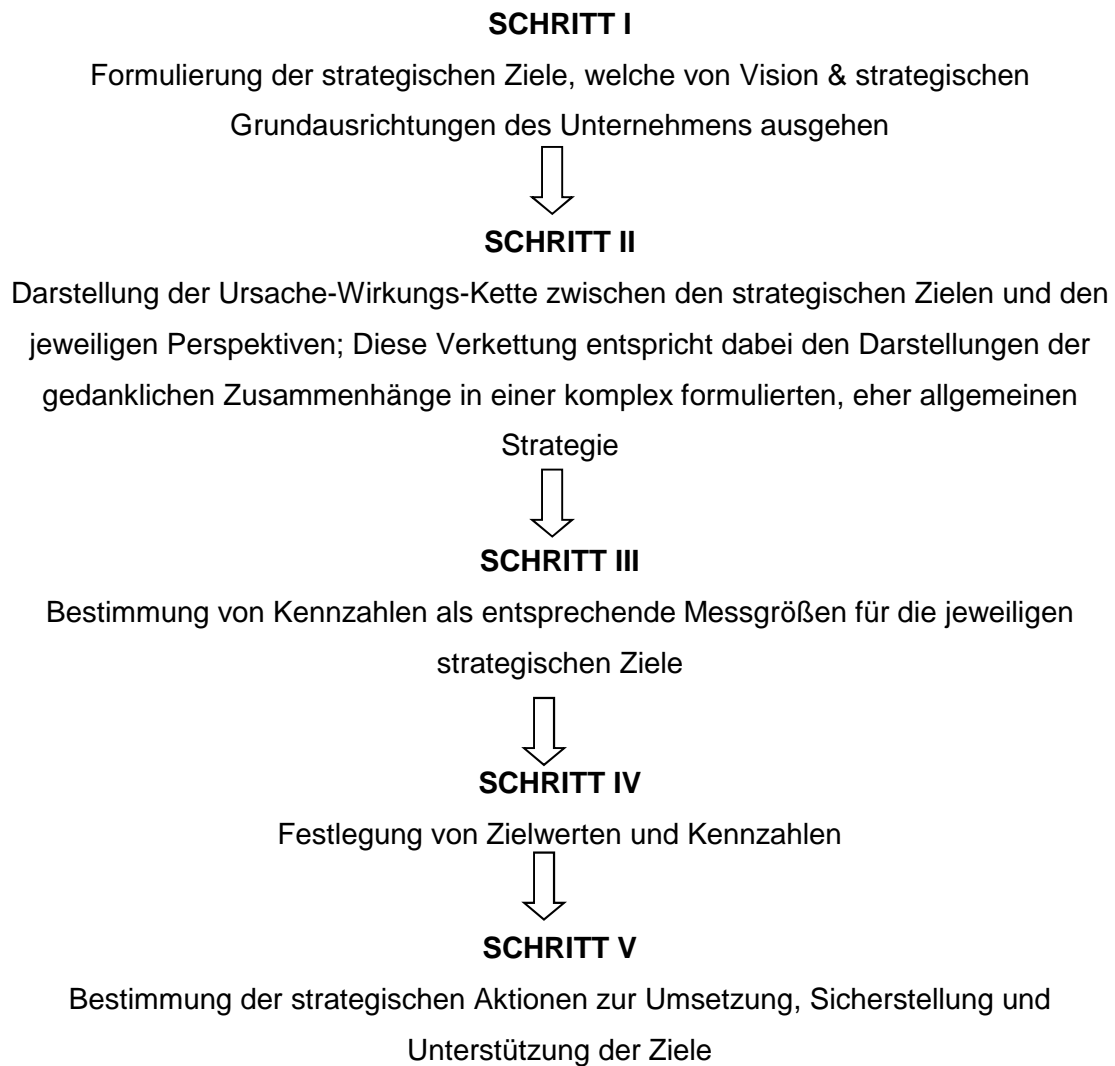 SCHRITT I
Formulierung der strategischen Ziele, welche von Vision & strategischen
Grundausrichtungen des Unternehmens ausgehen
SCHRITT II
Darstellung der Ursache-Wirkungs-Kette zwischen den strategischen Zielen und den
jeweiligen Perspektiven; Diese Verkettung entspricht dabei den Darstellungen der
gedanklichen Zusammenhänge in einer komplex formulierten, eher allgemeinen
Strategie
SCHRITT III
Bestimmung von Kennzahlen als entsprechende Messgrößen für die jeweiligen
strategischen Ziele
SCHRITT IV
Festlegung von Zielwerten und Kennzahlen
SCHRITT V
Bestimmung der strategischen Aktionen zur Umsetzung, Sicherstellung und
Unterstützung der Ziele